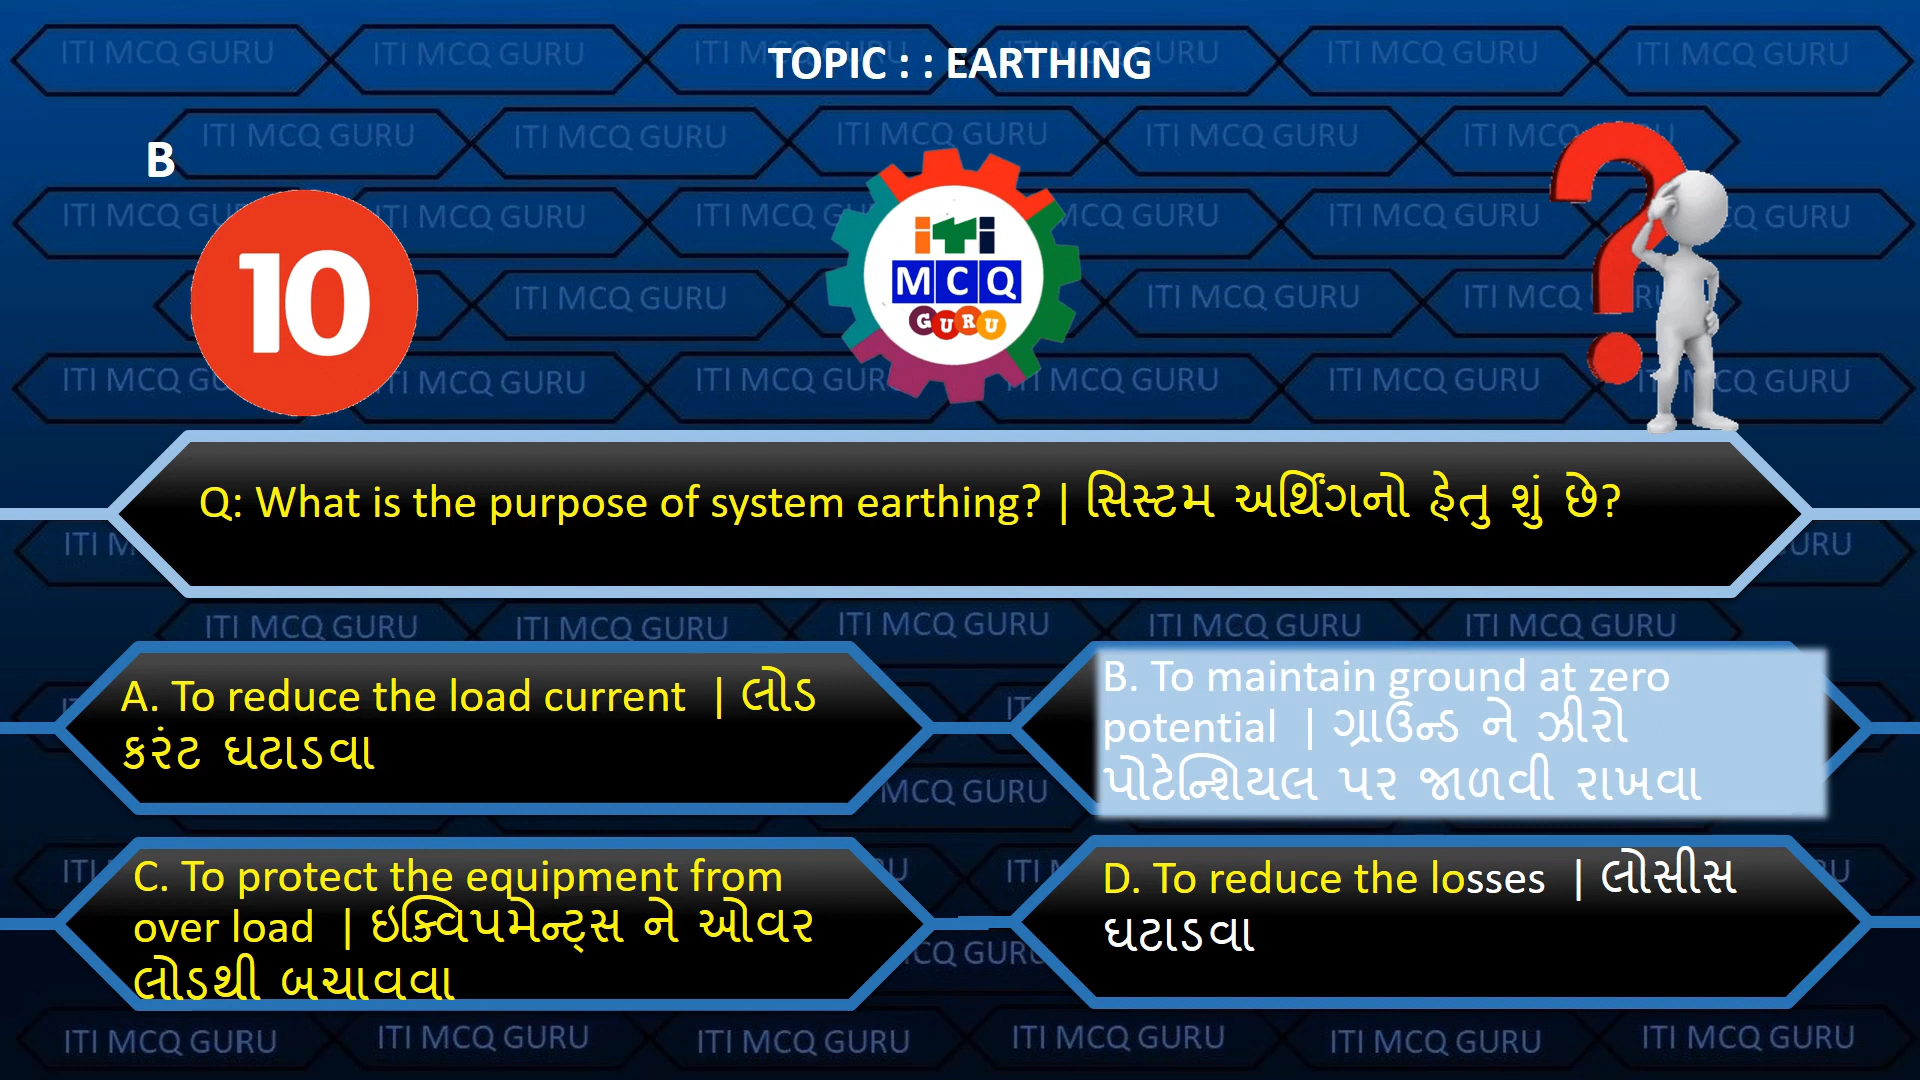 TOPIC : : EARTHING
B
10
iTi
MCQ
GURU
Q: What is the purpose of system earthing? | સિસ્ટમ અર્થિંગનો હેતુ શું છે?
A. To reduce the load current | લોડ
કરંટ ઘટાડવા
B. To maintain ground at zero
potential | ગ્રાઉન્ડ ને ઝીરો
પોટેન્શિયલ પર જાળવી રાખવા
C. To protect the equipment from
over load | ઇક્વિપમેન્ટ્સ ને ઓવર
લોડથી બચાવવા
D. To reduce the losses | લોસીસ
ઘટાડવા